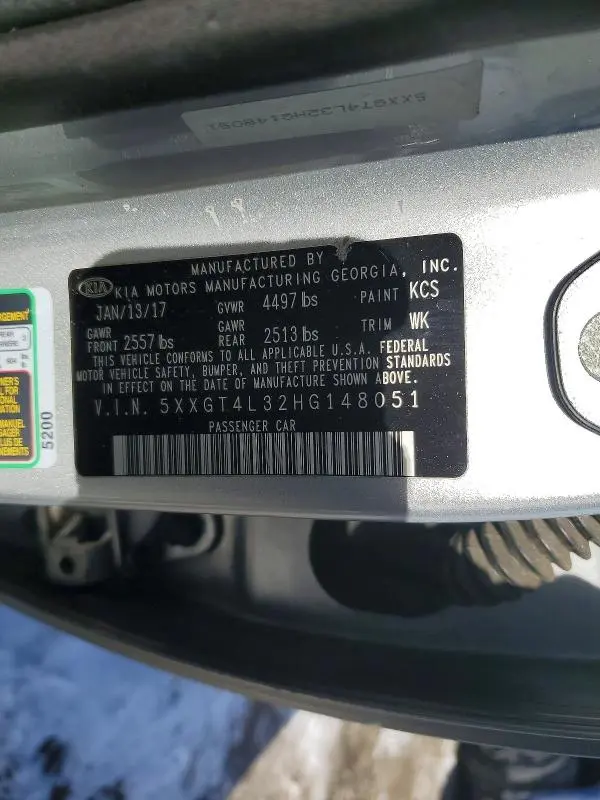 5XXGT4L32HG148051
MANUFACTURED BY
KIA KIA MOTORS MANUFACTURING GEORGIA, INC.
JAN/13/17 GVWR 4497 lbs PAINT KCS
GAWR FRONT 2557 lbs GAWR REAR 2513 lbs TRIM WK
THIS VEHICLE CONFORMS TO ALL APPLICABLE U.S.A. FEDERAL
MOTOR VEHICLE SAFETY, BUMPER, AND THEFT PREVENTION STANDARDS
IN EFFECT ON THE DATE OF MANUFACTURE SHOWN ABOVE.
V.I.N. 5XXGT4L32HG148051
PASSENGER CAR
5200